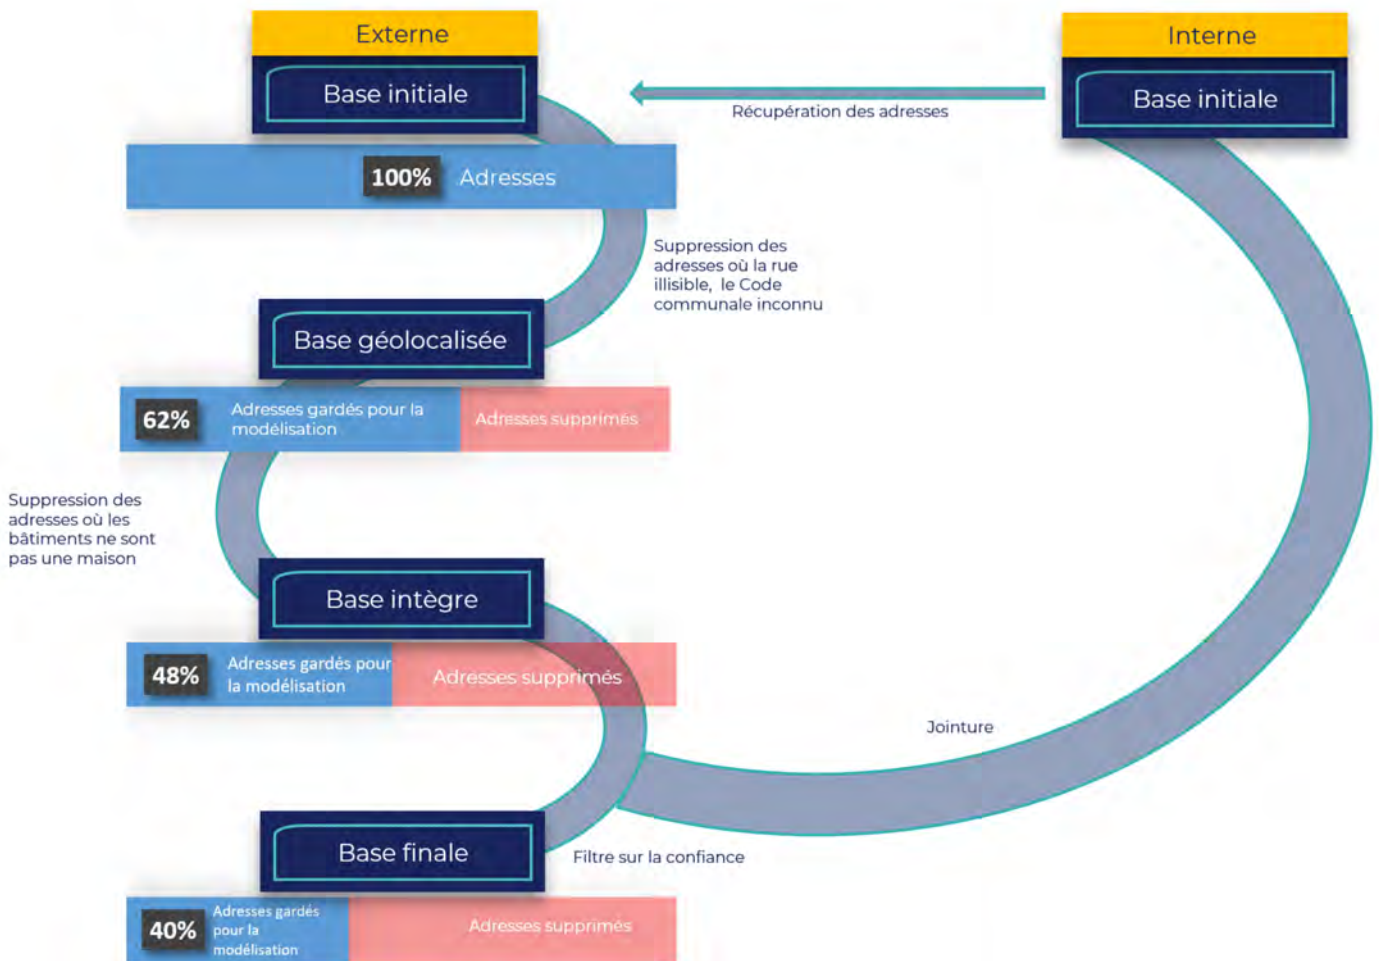 Externe
Interne
Base initiale
Base initiale
Récupération des adresses
100% Adresses
Suppression des
adresses où la rue
illisible, le Code
communale inconnu
Base géolocalisée
62%
Adresses gardés pour la
modélisation
Adresses supprimés
Suppression des
adresses où les
bâtiments ne sont
pas une maison
Base intègre
48%
Adresses gardés pour
la modélisation
Adresses supprimés
Jointure
Base finale
Filtre sur la confiance
40%
Adresses gardés
pour la
modélisation
Adresses supprimés